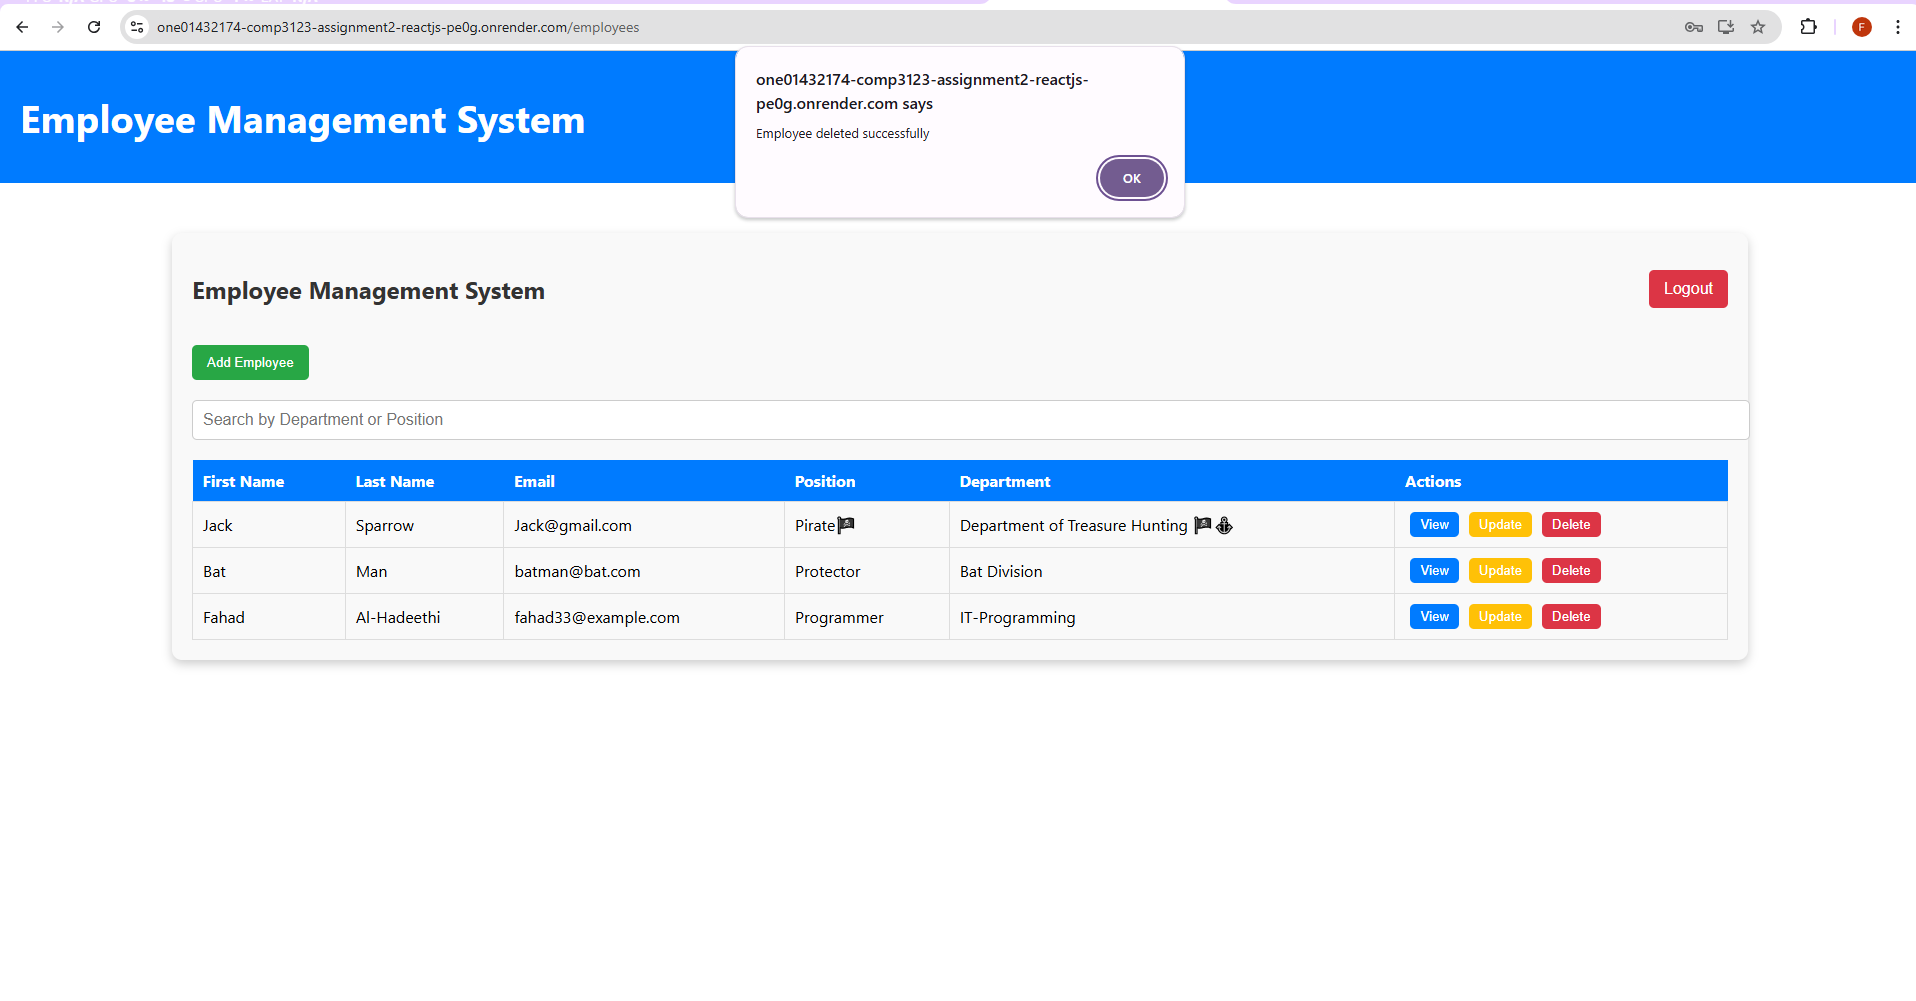 one01432174-comp3123-assignment2-reactjs-pe0g.onrender.com/employees
F
one01432174-comp3123-assignment2-reactjs-
pe0g.onrender.com says
Employee deleted successfully
OK
Employee Management System
Employee Management System
Logout
Add Employee
Search by Department or Position
First Name Last Name Email Position Department Actions
Jack Sparrow Jack@gmail.com Pirate🏴‍☠️ Department of Treasure Hunting 🏴‍☠️⚓ View Update Delete
Bat Man batman@bat.com Protector Bat Division View Update Delete
Fahad Al-Hadeethi fahad33@example.com Programmer IT-Programming View Update Delete